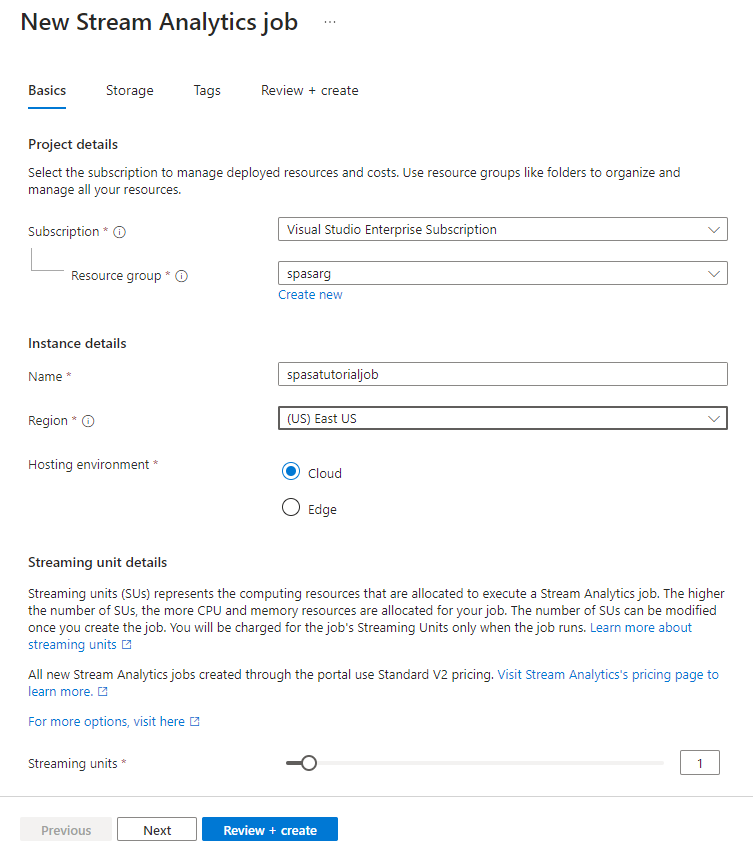 New Stream Analytics job ...
Basics Storage Tags Review + create
Project details
Select the subscription to manage deployed resources and costs. Use resource groups like folders to organize and
manage all your resources.
Subscription * Visual Studio Enterprise Subscription
Resource group * spasarg
Create new
Instance details
Name * spasatutorialjob
Region * (US) East US
Hosting environment *
Cloud
Edge
Streaming unit details
Streaming units (SUs) represents the computing resources that are allocated to execute a Stream Analytics job. The higher
the number of SUs, the more CPU and memory resources are allocated for your job. The number of SUs can be modified
once you create the job. You will be charged for the job's Streaming Units only when the job runs. Learn more about
streaming units
All new Stream Analytics jobs created through the portal use Standard V2 pricing. Visit Stream Analytics's pricing page to
learn more.
For more options, visit here
Streaming units * 1
Previous Next Review + create